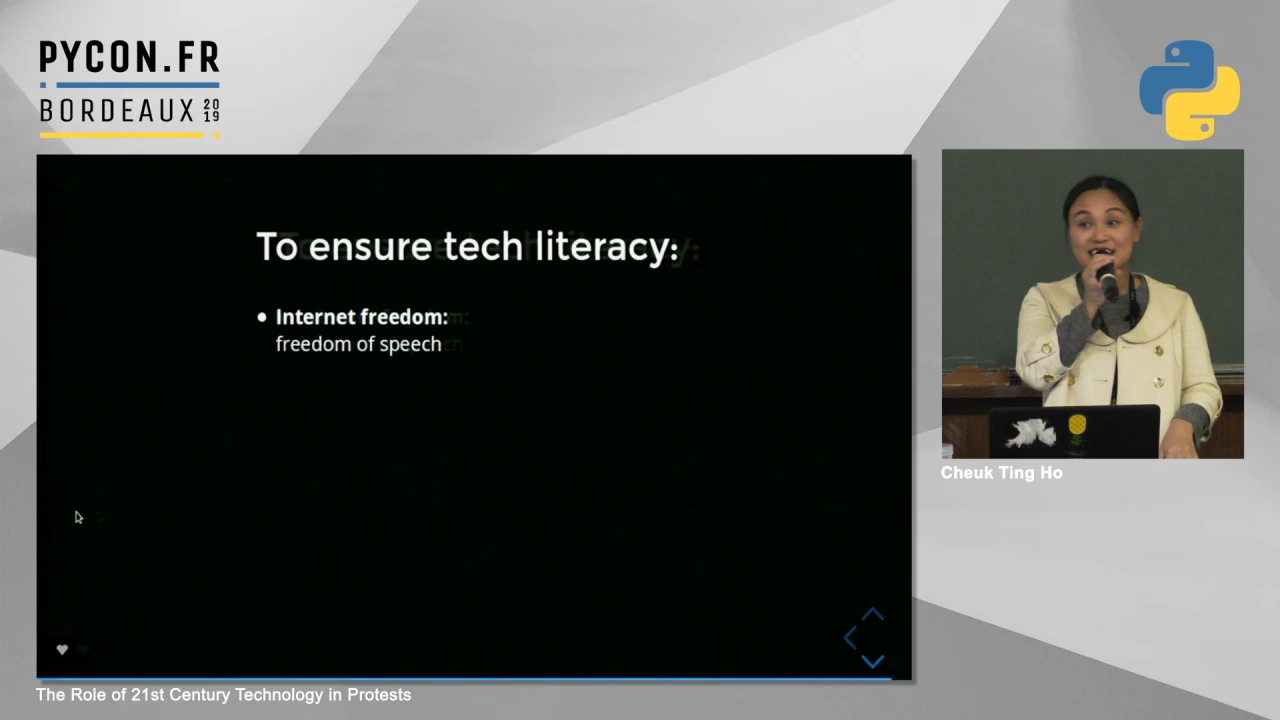 PYCON.FR
BORDEAUX 2019
To ensure tech literacy:
• Internet freedom:
freedom of speech
Cheuk Ting Ho
The Role of 21st Century Technology in Protests